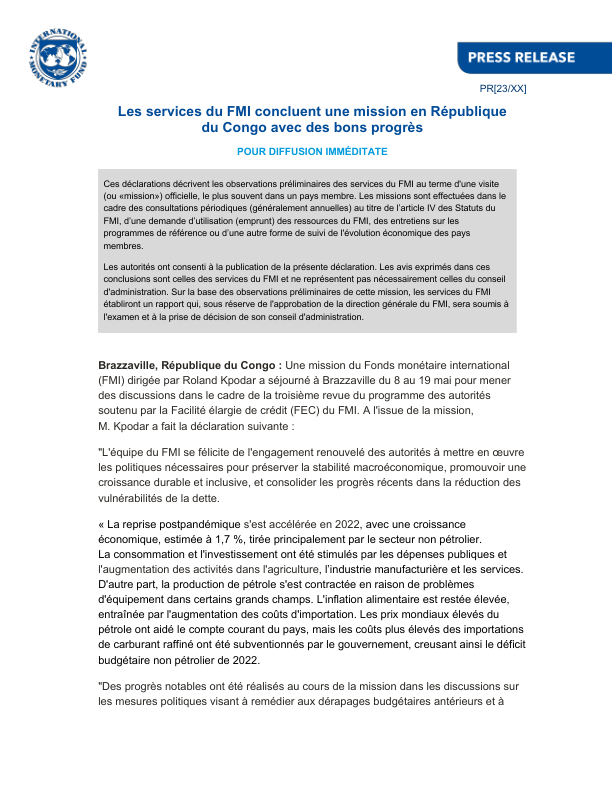 INTERNATIONAL MONETARY FUND
PRESS RELEASE
PR[23/XX]
Les services du FMI concluent une mission en République
du Congo avec des bons progrès
POUR DIFFUSION IMMÉDITATE
Ces déclarations décrivent les observations préliminaires des services du FMI au terme d'une visite
(ou «mission») officielle, le plus souvent dans un pays membre. Les missions sont effectuées dans le
cadre des consultations périodiques (généralement annuelles) au titre de l'article IV des Statuts du
FMI, d'une demande d'utilisation (emprunt) des ressources du FMI, des entretiens sur les
programmes de référence ou d'une autre forme de suivi de l'évolution économique des pays
membres.
Les autorités ont consenti à la publication de la présente déclaration. Les avis exprimés dans ces
conclusions sont celles des services du FMI et ne représentent pas nécessairement celles du conseil
d'administration. Sur la base des observations préliminaires de cette mission, les services du FMI
établiront un rapport qui, sous réserve de l'approbation de la direction générale du FMI, sera soumis à
l'examen et à la prise de décision de son conseil d'administration.
Brazzaville, République du Congo : Une mission du Fonds monétaire international
(FMI) dirigée par Roland Kpodar a séjourné à Brazzaville du 8 au 19 mai pour mener
des discussions dans le cadre de la troisième revue du programme des autorités
soutenu par la Facilité élargie de crédit (FEC) du FMI. A l'issue de la mission,
M. Kpodar a fait la déclaration suivante :
"L'équipe du FMI se félicite de l'engagement renouvelé des autorités à mettre en œuvre
les politiques nécessaires pour préserver la stabilité macroéconomique, promouvoir une
croissance durable et inclusive, et consolider les progrès récents dans la réduction des
vulnérabilités de la dette.
« La reprise postpandémique s'est accélérée en 2022, avec une croissance
économique, estimée à 1,7 %, tirée principalement par le secteur non pétrolier.
La consommation et l'investissement ont été stimulés par les dépenses publiques et
l'augmentation des activités dans l'agriculture, l'industrie manufacturière et les services.
D'autre part, la production de pétrole s'est contractée en raison de problèmes
d'équipement dans certains grands champs. L'inflation alimentaire est restée élevée,
entraînée par l'augmentation des coûts d'importation. Les prix mondiaux élevés du
pétrole ont aidé le compte courant du pays, mais les coûts plus élevés des importations
de carburant raffiné ont été subventionnés par le gouvernement, creusant ainsi le déficit
budgétaire non pétrolier de 2022.
"Des progrès notables ont été réalisés au cours de la mission dans les discussions sur
les mesures politiques visant à remédier aux dérapages budgétaires antérieurs et à